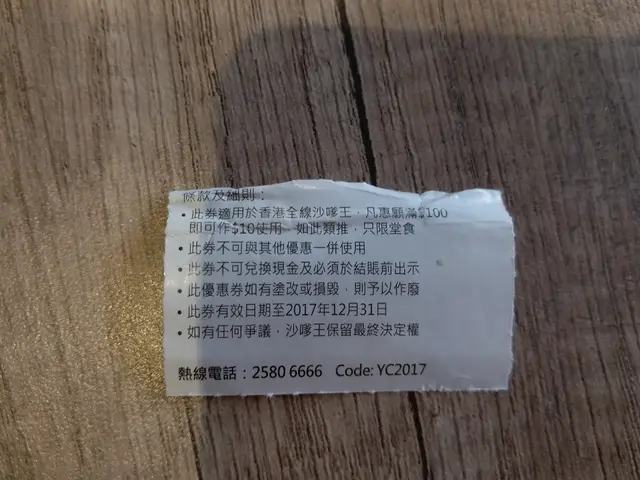 條款及細則：
• 此券適用於香港全線沙嗲王，凡惠顧滿$100
即可作$10使用，如此類推，只限堂食
• 此券不可與其他優惠一併使用
• 此券不可兌換現金及必須於結賬前出示
• 此優惠券如有塗改或損毀，則予以作廢
• 此券有效日期至2017年12月31日
• 如有任何爭議，沙嗲王保留最終決定權
熱線電話：2580 6666 Code: YC2017